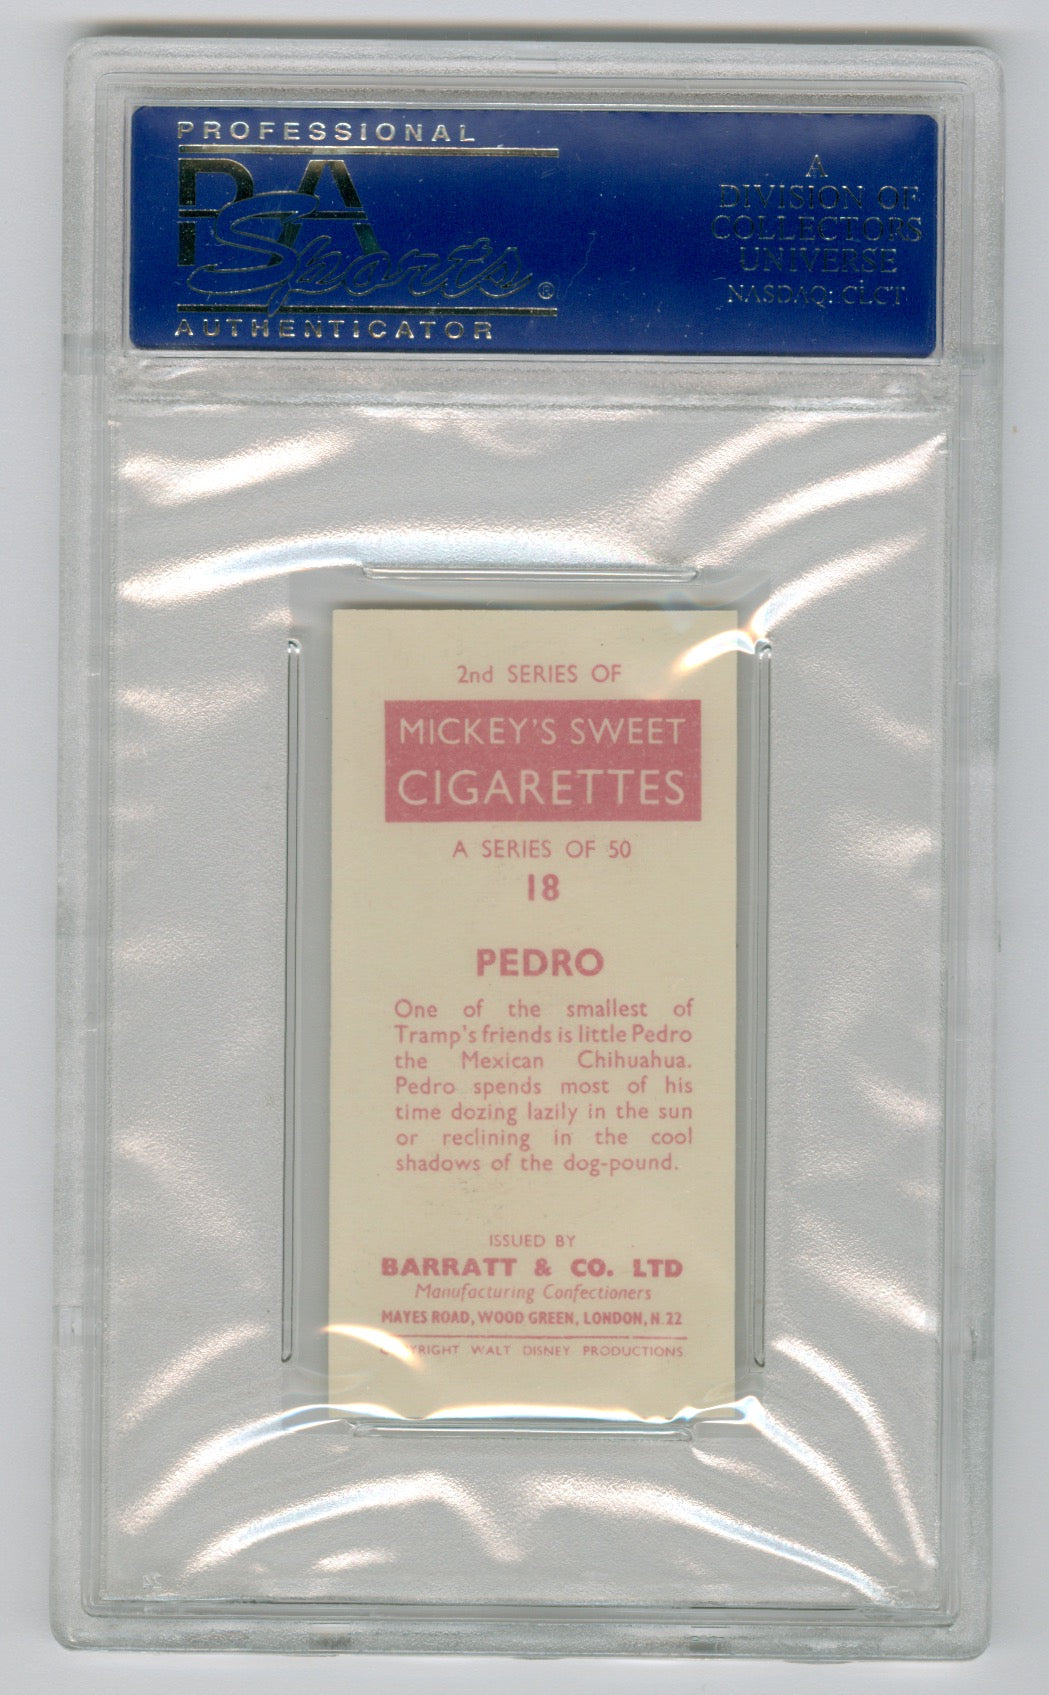 PROFESSIONAL
PSA
Sports®
AUTHENTICATOR
A
DIVISION OF
COLLECTORS
UNIVERSE
NASDAQ: CLCT
2nd SERIES OF
MICKEY'S SWEET
CIGARETTES
A SERIES OF 50
18
PEDRO
One of the smallest of
Tramp's friends is little Pedro
the Mexican Chihuahua.
Pedro spends most of his
time dozing lazily in the sun
or reclining in the cool
shadows of the dog-pound.
ISSUED BY
BARRATT & CO. LTD
Manufacturing Confectioners
MAYES ROAD, WOOD GREEN, LONDON, N.22
COPYRIGHT WALT DISNEY PRODUCTIONS